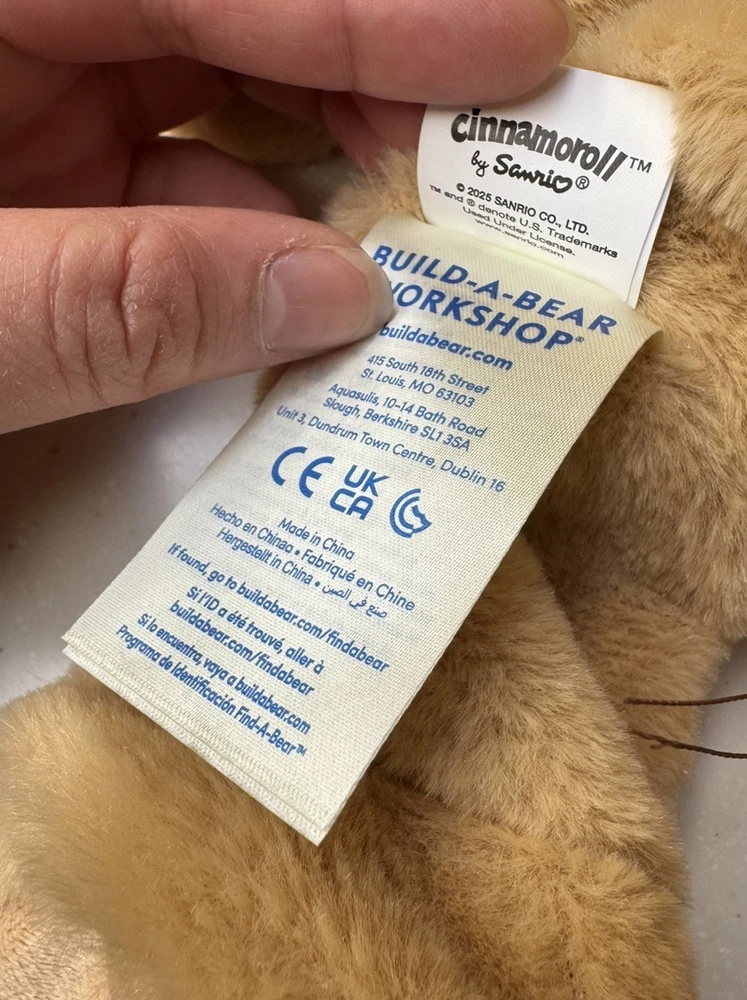 cinnamoroll™
by Sanrio®
© 2025 SANRIO CO., LTD.
™ and ® denote U.S. Trademarks
Used Under License.
www.sanrio.com
BUILD-A-BEAR
WORKSHOP®
buildabear.com
415 South 18th Street
St. Louis, MO 63103
Aquasulis, 10-14 Bath Road
Slough, Berkshire SL1 3SA
Unit 3, Dundrum Town Centre, Dublin 16
CE UK
CA
Made in China
Hecho en Chinaa • Fabriqué en Chine
Hergestellt in China • صنع في الصين
If found, go to buildabear.com/findabear
Si l'ID a été trouvé, aller à
buildabear.com/findabear
Si lo encuentra, vaya a buildabear.com
Programa de Identificación Find-A-Bear™